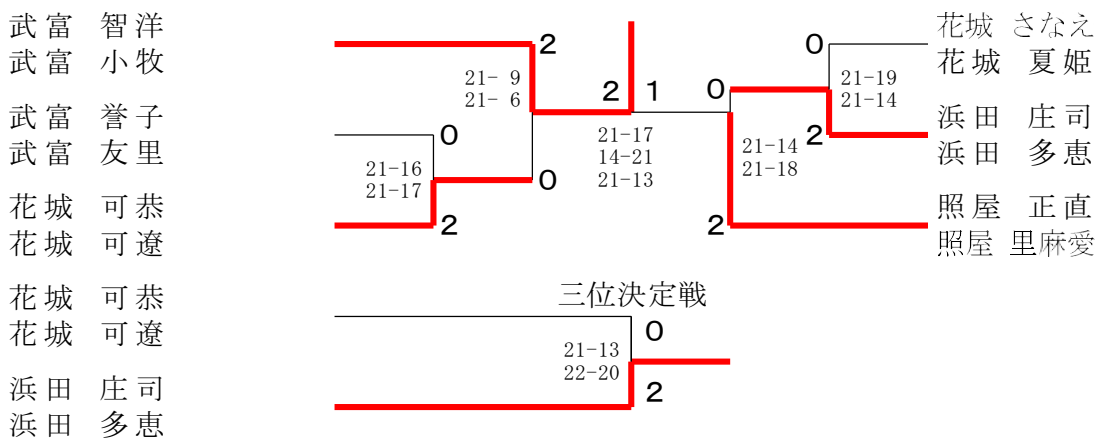 武富 智洋
武富 小牧
武富 誉子
武富 友里
花城 可恭
花城 可遼
2
21- 9
21- 6
0
21-16
21-17
0
2
2 1
21-17
14-21
21-13
0
0
21-19
21-14
2
21-14
21-18
2
花城 さなえ
花城 夏姫
浜田 庄司
浜田 多恵
照屋 正直
照屋 里麻愛
三位決定戦
花城 可恭
花城 可遼
浜田 庄司
浜田 多恵
0
21-13
22-20
2